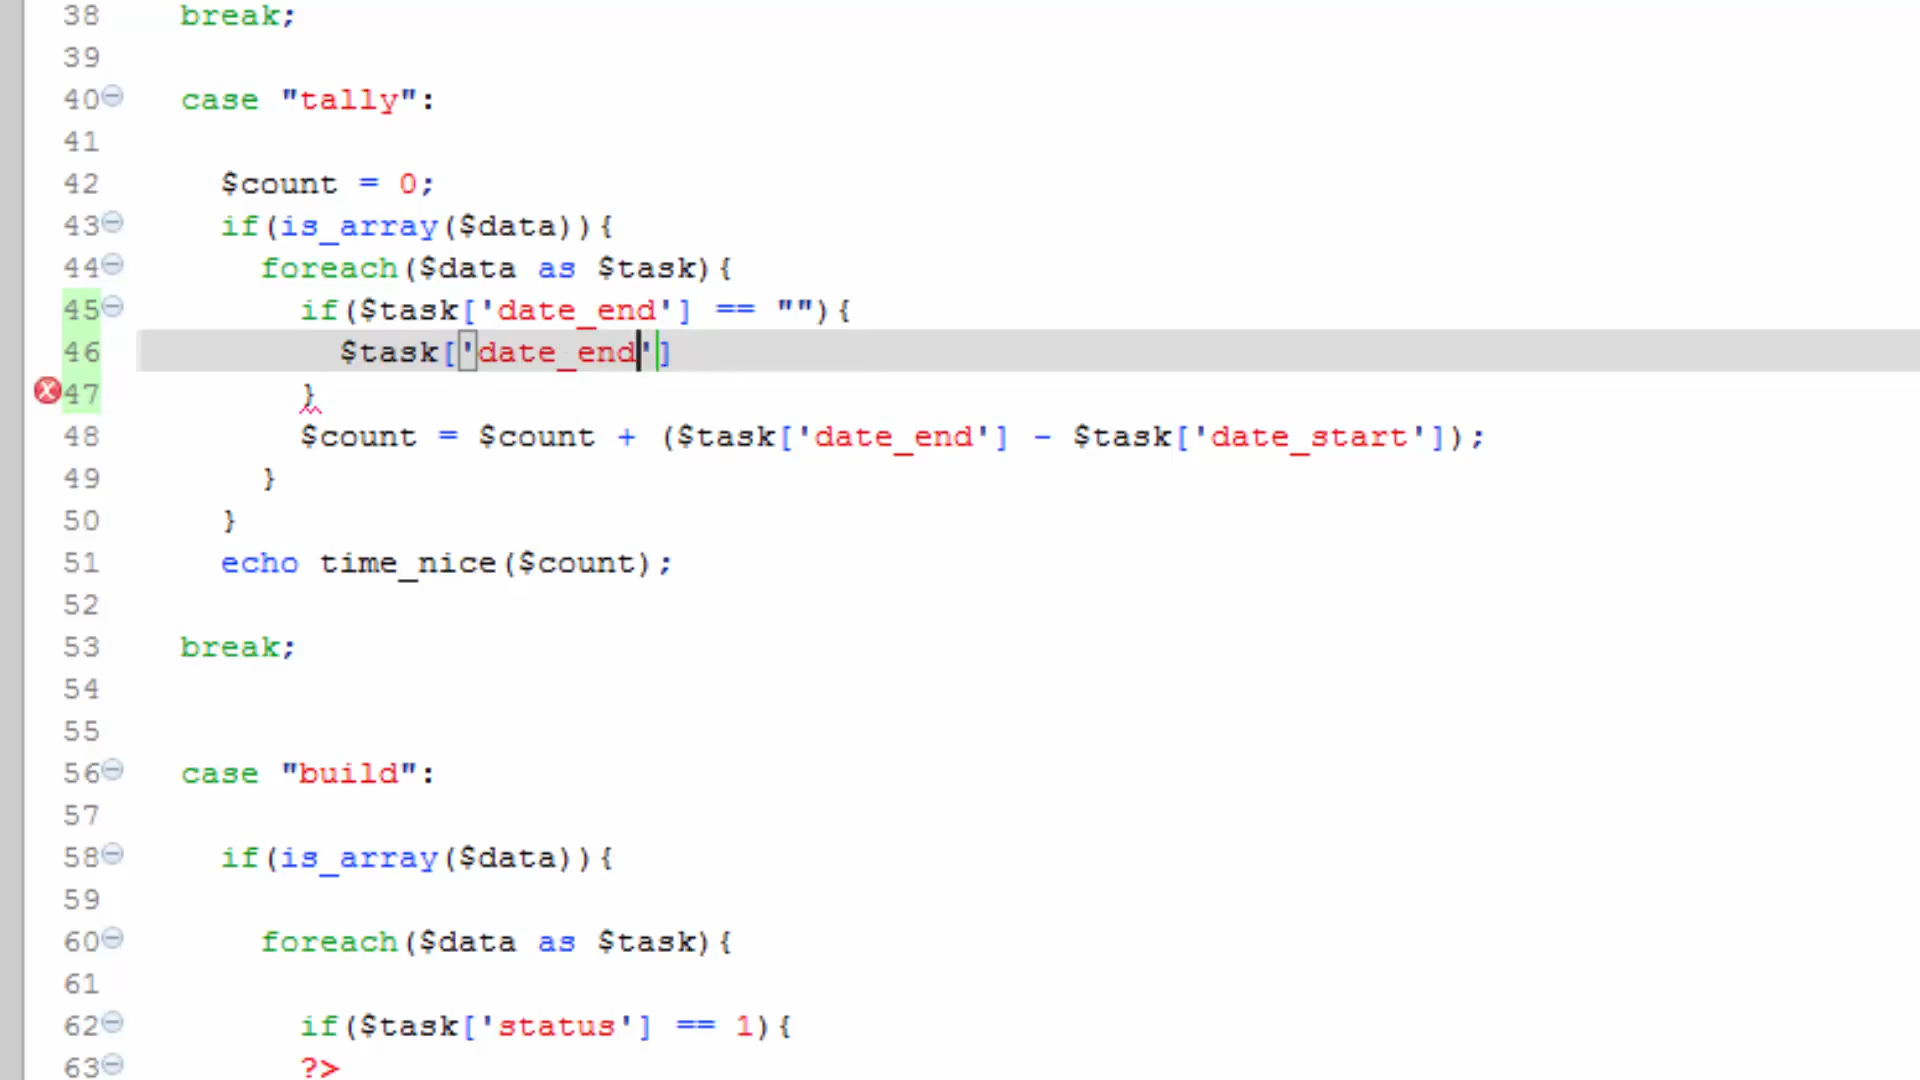 38 break;
39
40 case "tally":
41
42 $count = 0;
43 if(is_array($data)){
44 foreach($data as $task){
45 if($task['date_end'] == ""){
46 $task['date_end']
47 }
48 $count = $count + ($task['date_end'] - $task['date_start']);
49 }
50 }
51 echo time_nice($count);
52
53 break;
54
55
56 case "build":
57
58 if(is_array($data)){
59
60 foreach($data as $task){
61
62 if($task['status'] == 1){
63 ?>